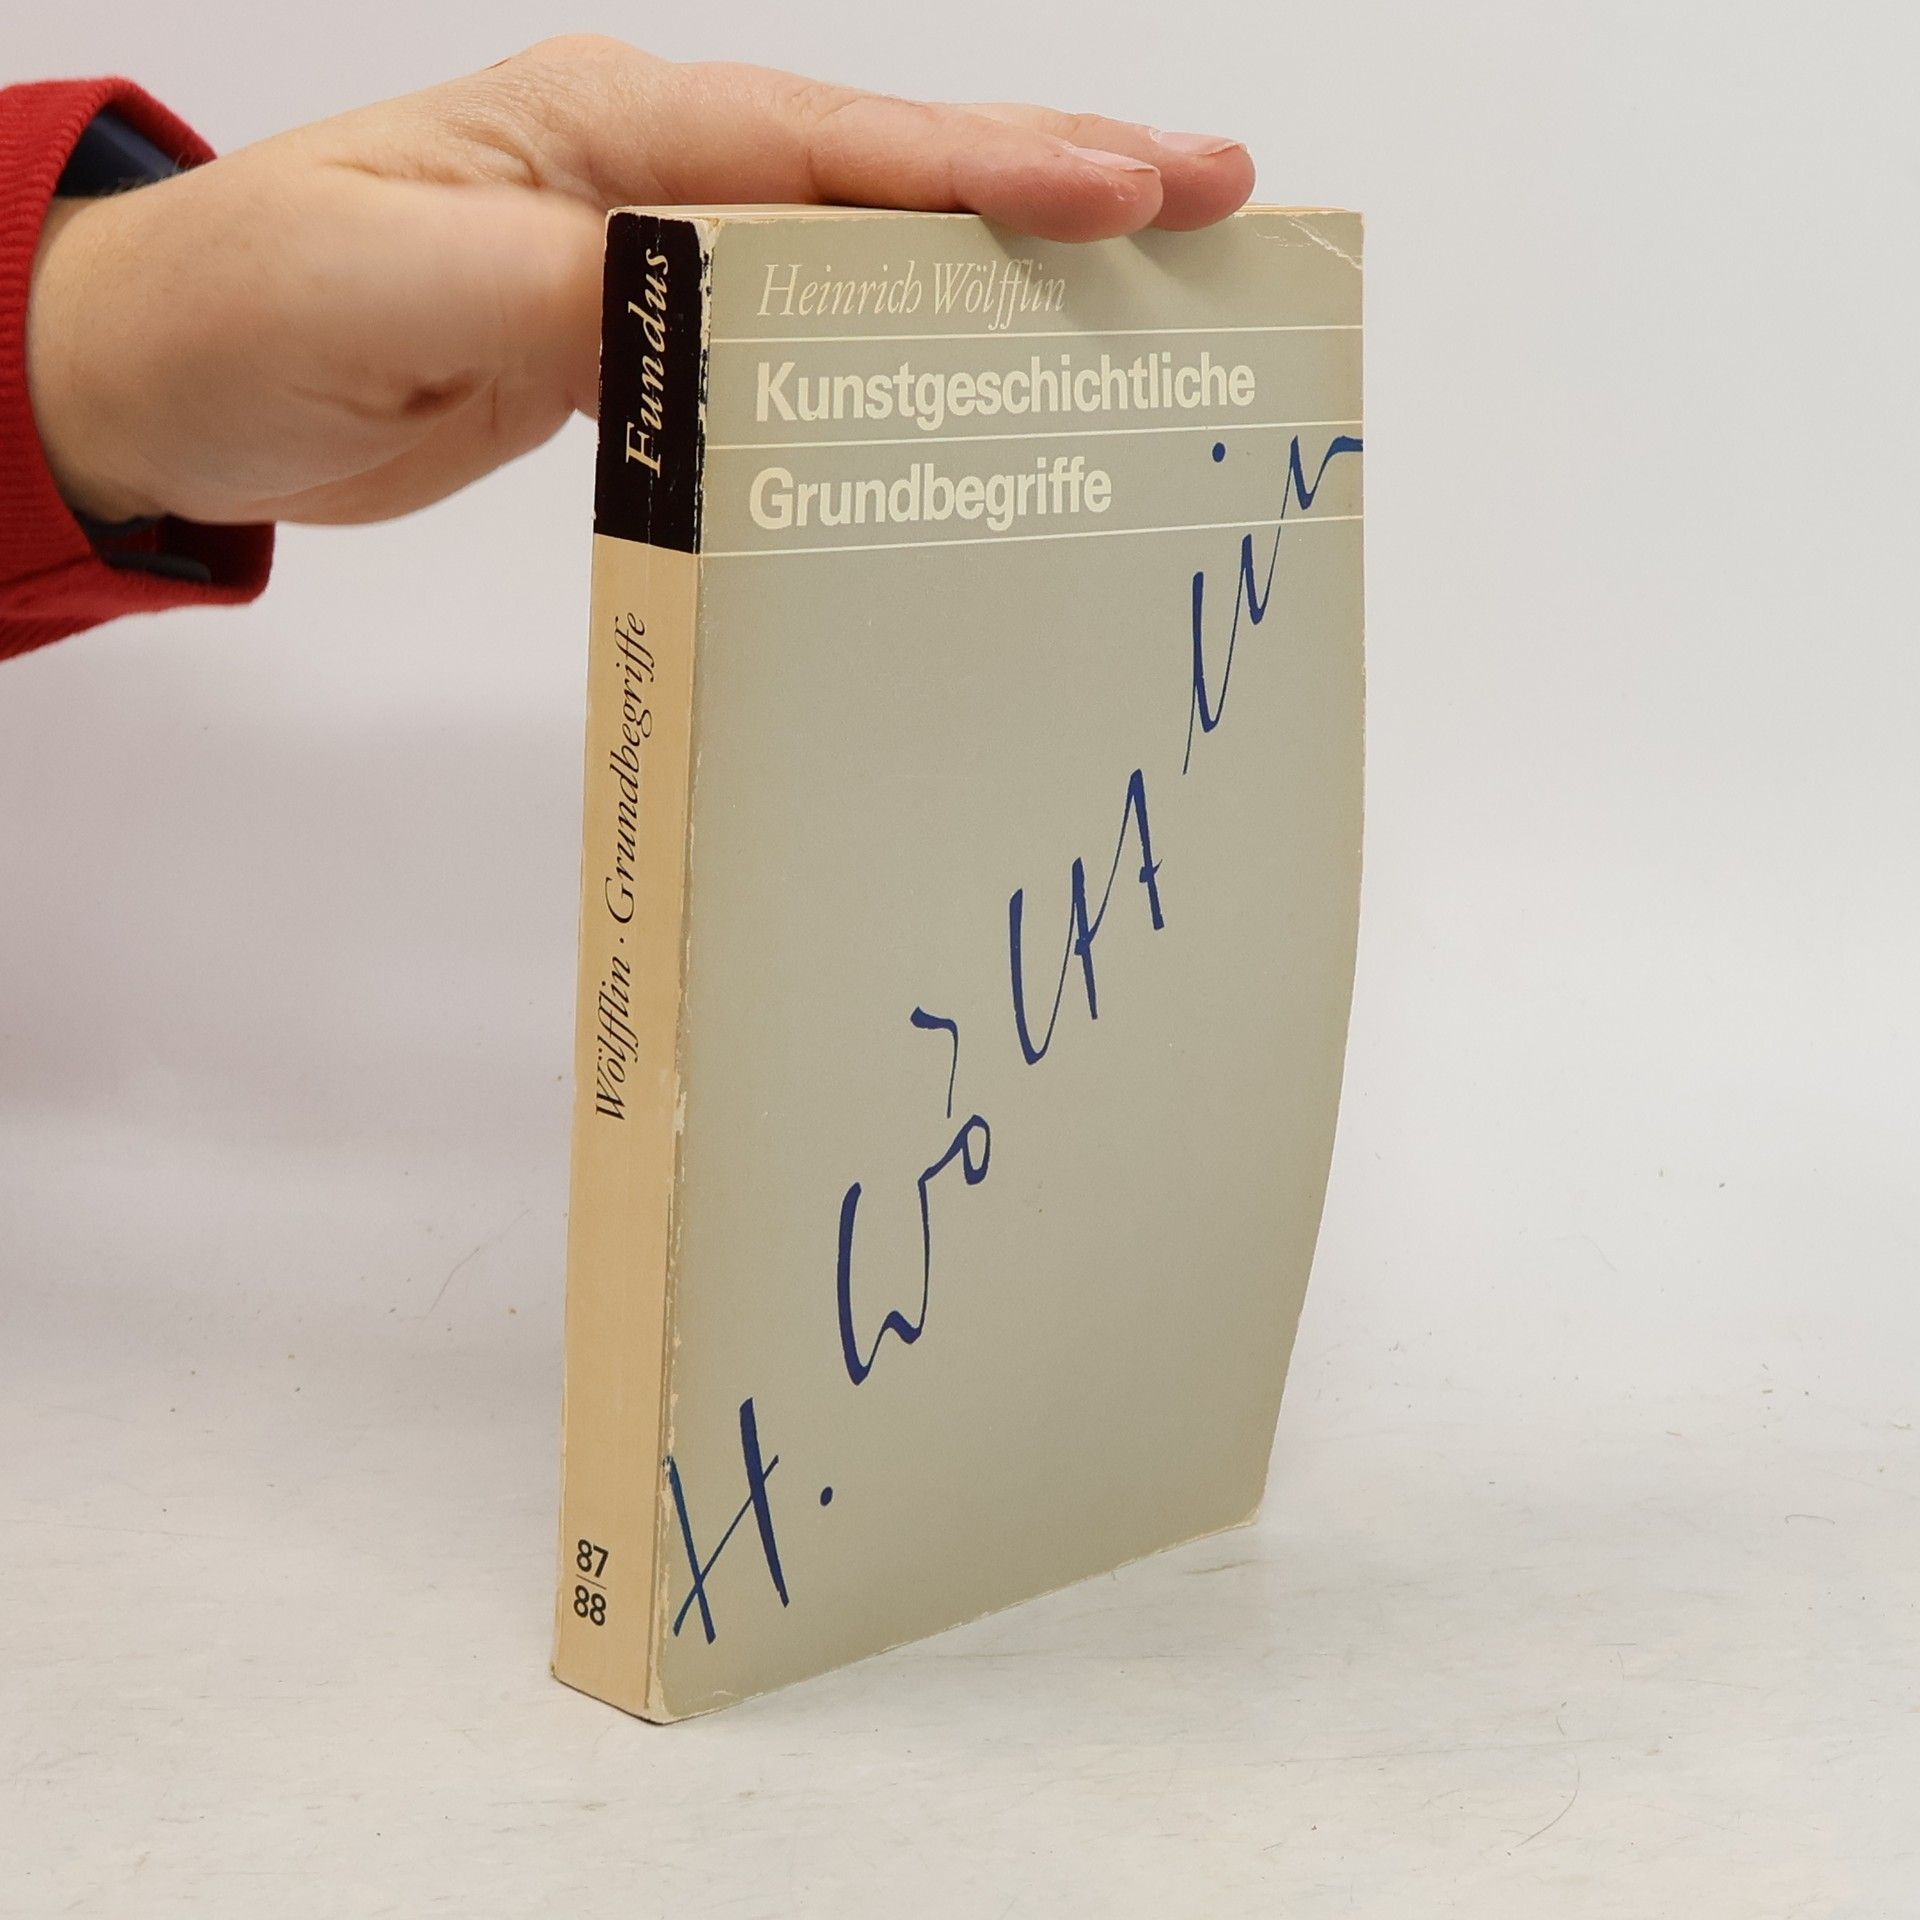 Heinrich Wölfflin
Kunstgeschichtliche
Grundbegriffe
H. Wölfflin
Fundus
Wölfflin · Grundbegriffe
87
88